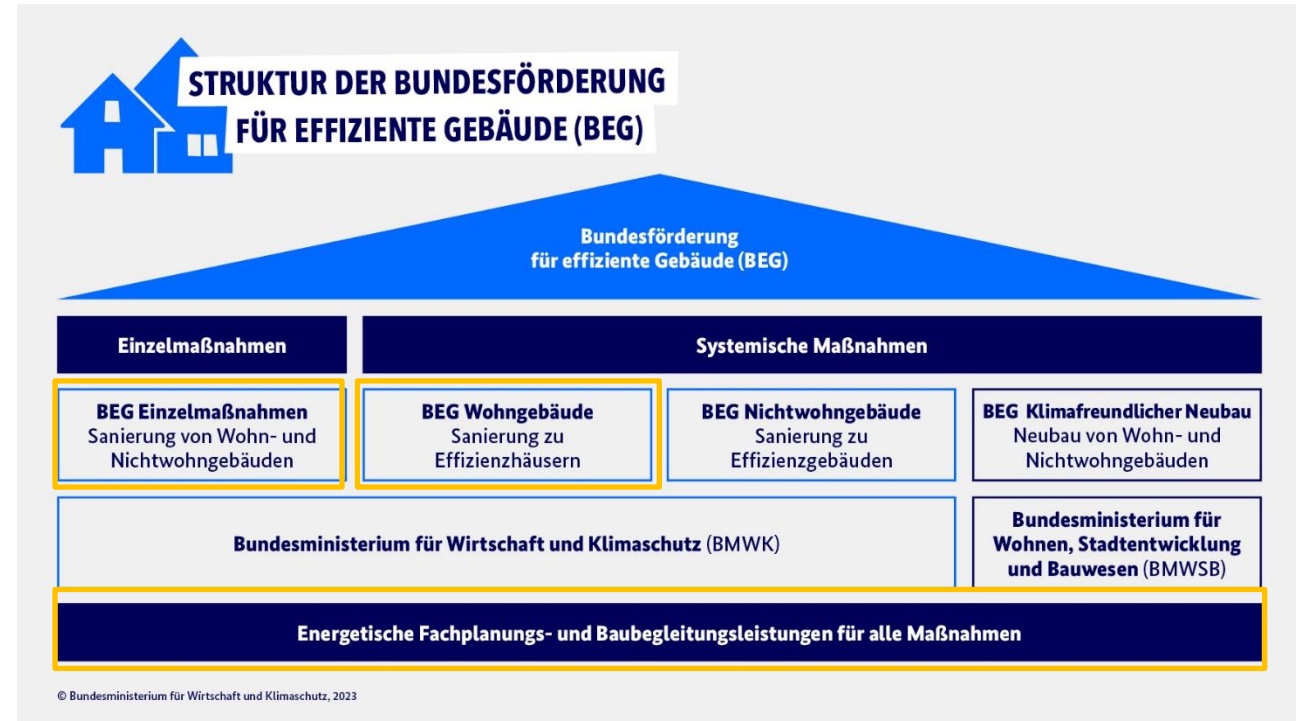 STRUKTUR DER BUNDESFÖRDERUNG
FÜR EFFIZIENTE GEBÄUDE (BEG)
Bundesförderung
für effiziente Gebäude (BEG)
Einzelmaßnahmen
Systemische Maßnahmen
BEG Einzelmaßnahmen
Sanierung von Wohn- und
Nichtwohngebäuden
BEG Wohngebäude
Sanierung zu
Effizienzhäusern
BEG Nichtwohngebäude
Sanierung zu
Effizienzgebäuden
BEG Klimafreundlicher Neubau
Neubau von Wohn- und
Nichtwohngebäuden
Bundesministerium für Wirtschaft und Klimaschutz (BMWK)
Bundesministerium für
Wohnen, Stadtentwicklung
und Bauwesen (BMWSB)
Energetische Fachplanungs- und Baubegleitungsleistungen für alle Maßnahmen
© Bundesministerium für Wirtschaft und Klimaschutz, 2023